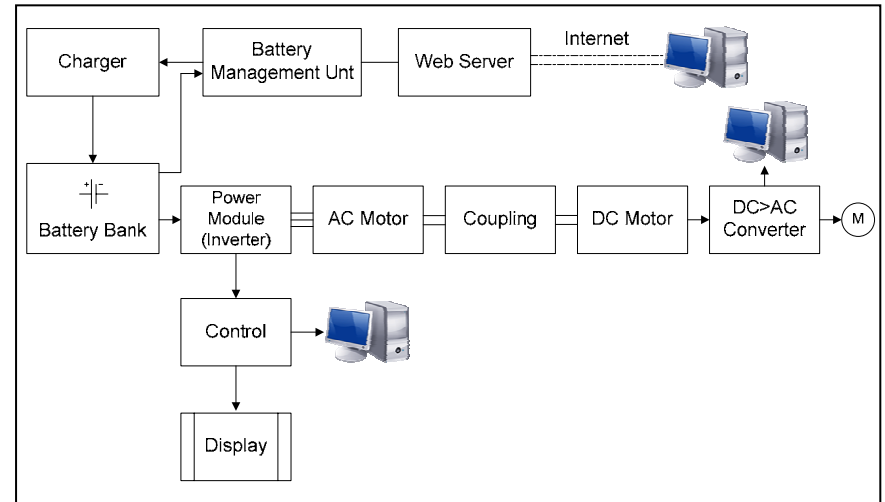 Charger
Battery
Management Unt
Web Server
Internet
+ -
Battery Bank
Power
Module
(Inverter)
AC Motor
Coupling
DC Motor
DC>AC
Converter
M
Control
Display